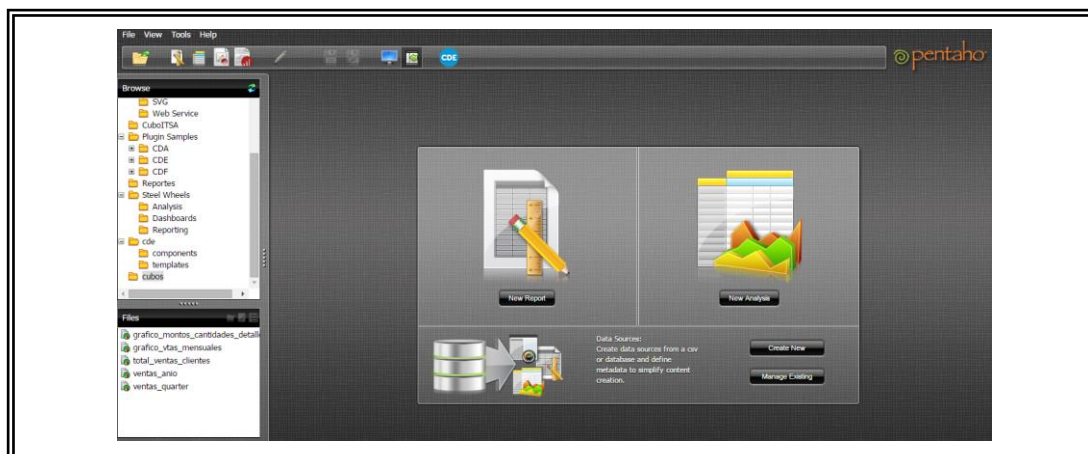 File View Tools Help
CDE
pentaho
Browse
SVG
Web Service
CuboITSA
Plugin Samples
CDA
CDE
CDF
Reportes
Steel Wheels
Analysis
Dashboards
Reporting
cde
components
templates
cubos
Files
grafico_montos_cantidades_detalle
grafico_vtas_mensuales
total_ventas_clientes
ventas_anio
ventas_quarter
New Report
New Analysis
Data Sources:
Create data sources from a csv
or database and define
metadata to simplify content
creation.
Create New
Manage Existing